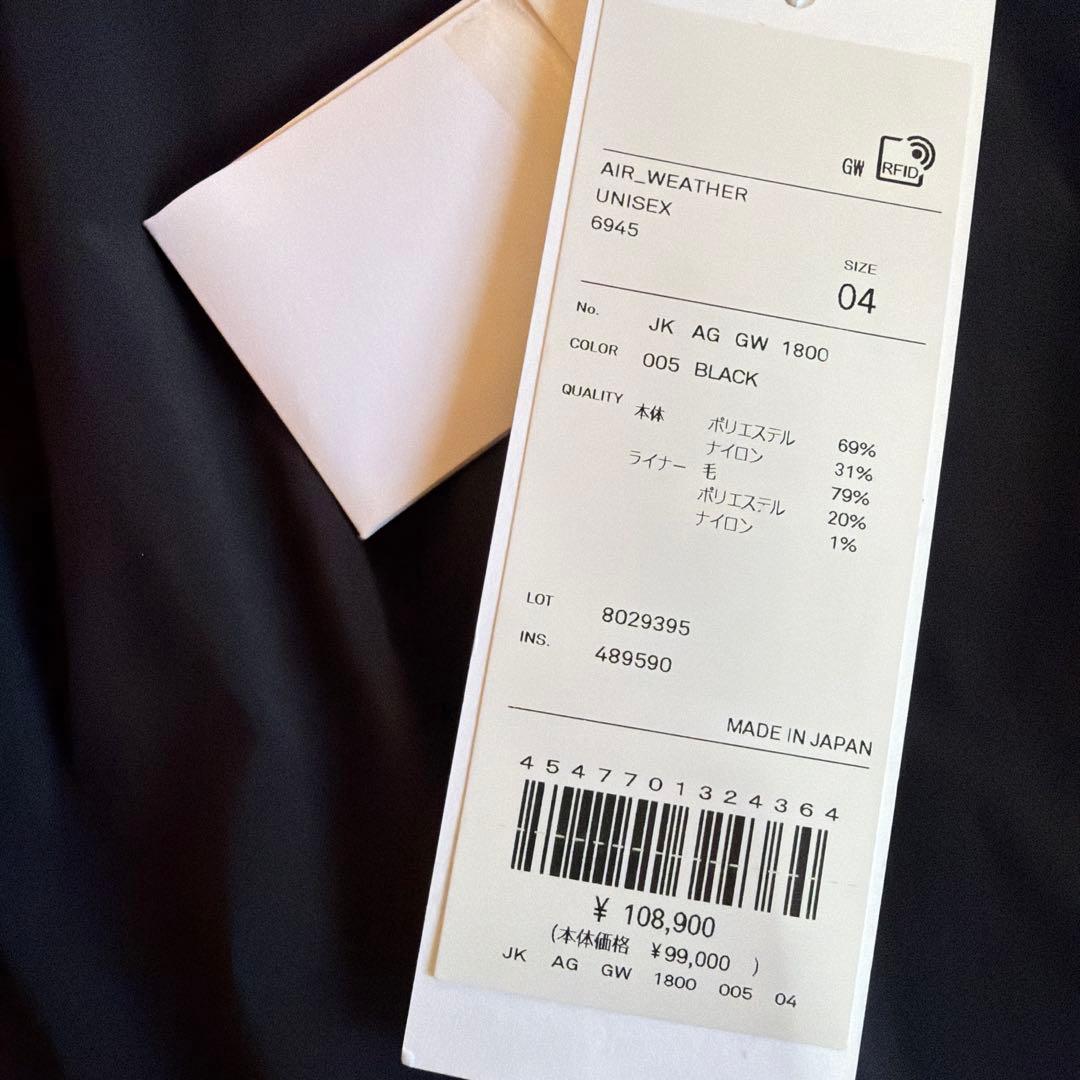 GW RFID
AIR_WEATHER
UNISEX
6945
SIZE
04
No. JK AG GW 1800
COLOR 005 BLACK
QUALITY 本体 ポリエステル 69%
ナイロン 31%
ライナー 毛 79%
ポリエステル 20%
ナイロン 1%
LOT 8029395
INS. 489590
MADE IN JAPAN
4547701324364
¥ 108,900
(本体価格 ¥99,000 )
JK AG GW 1800 005 04